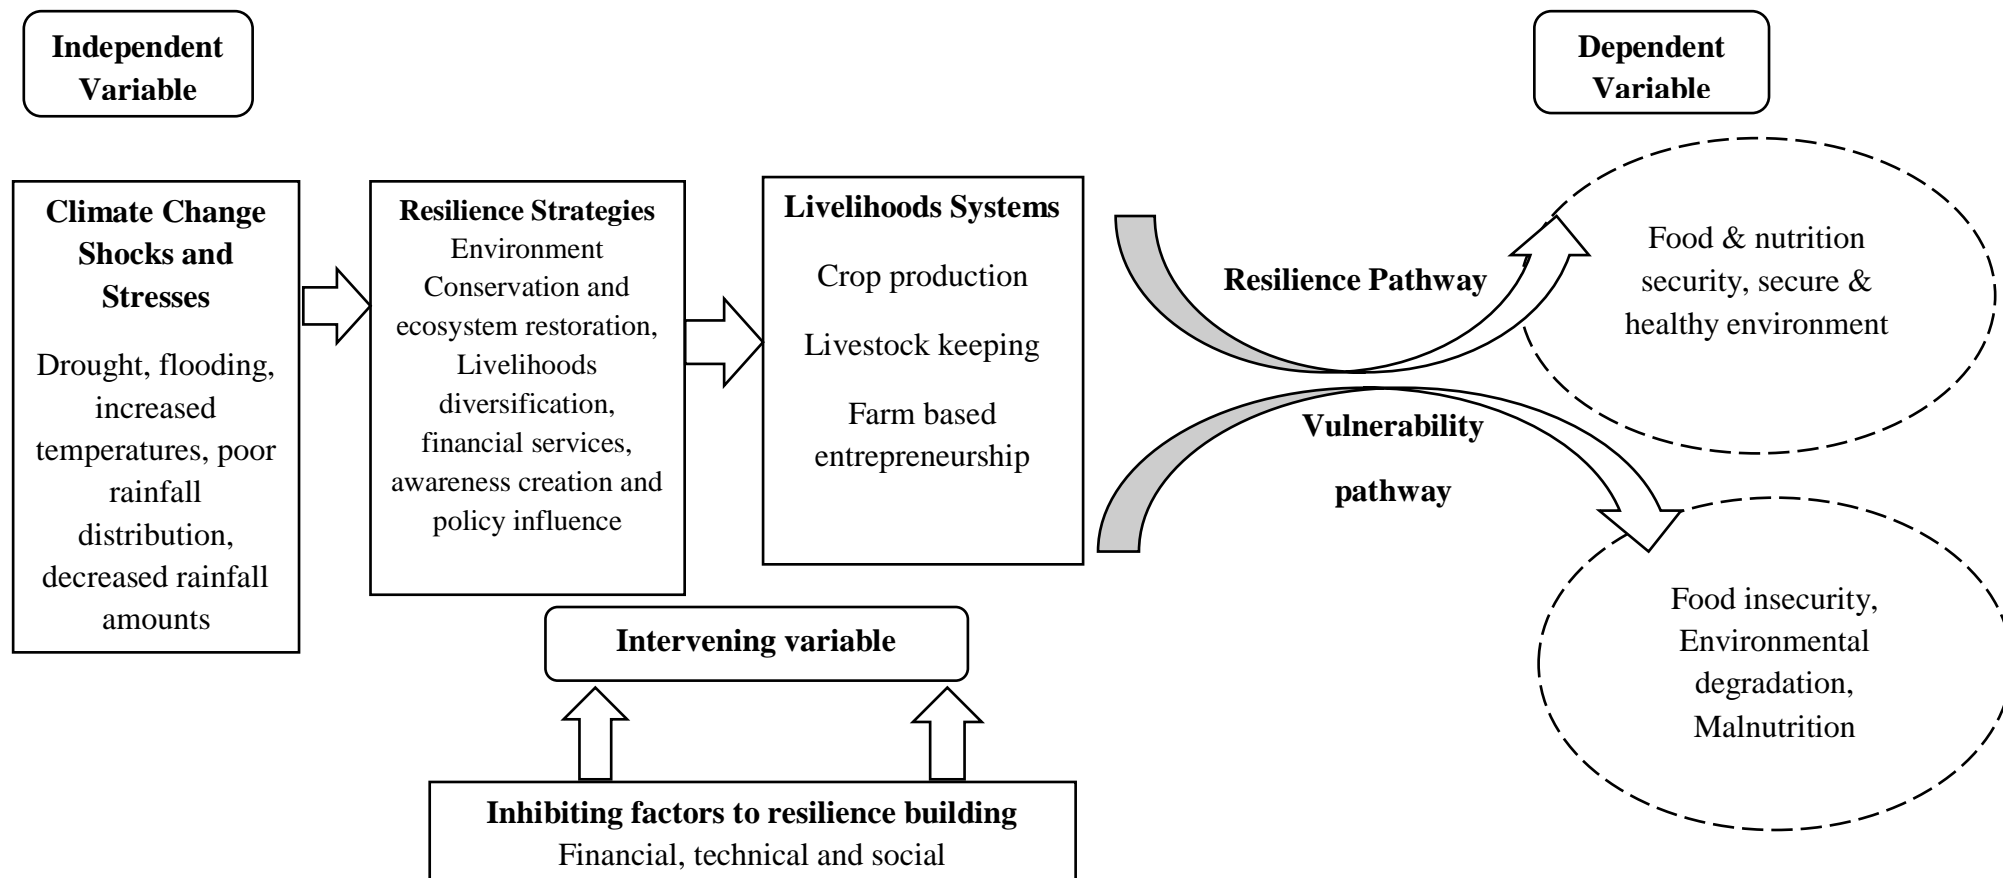 Independent
Variable
Dependent
Variable
Climate Change
Shocks and
Stresses
Drought, flooding,
increased
temperatures, poor
rainfall
distribution,
decreased rainfall
amounts
Resilience Strategies
Environment
Conservation and
ecosystem restoration,
Livelihoods
diversification,
financial services,
awareness creation and
policy influence
Livelihoods Systems
Crop production
Livestock keeping
Farm based
entrepreneurship
Resilience Pathway
Vulnerability
pathway
Food & nutrition
security, secure &
healthy environment
Food insecurity,
Environmental
degradation,
Malnutrition
Intervening variable
Inhibiting factors to resilience building
Financial, technical and social